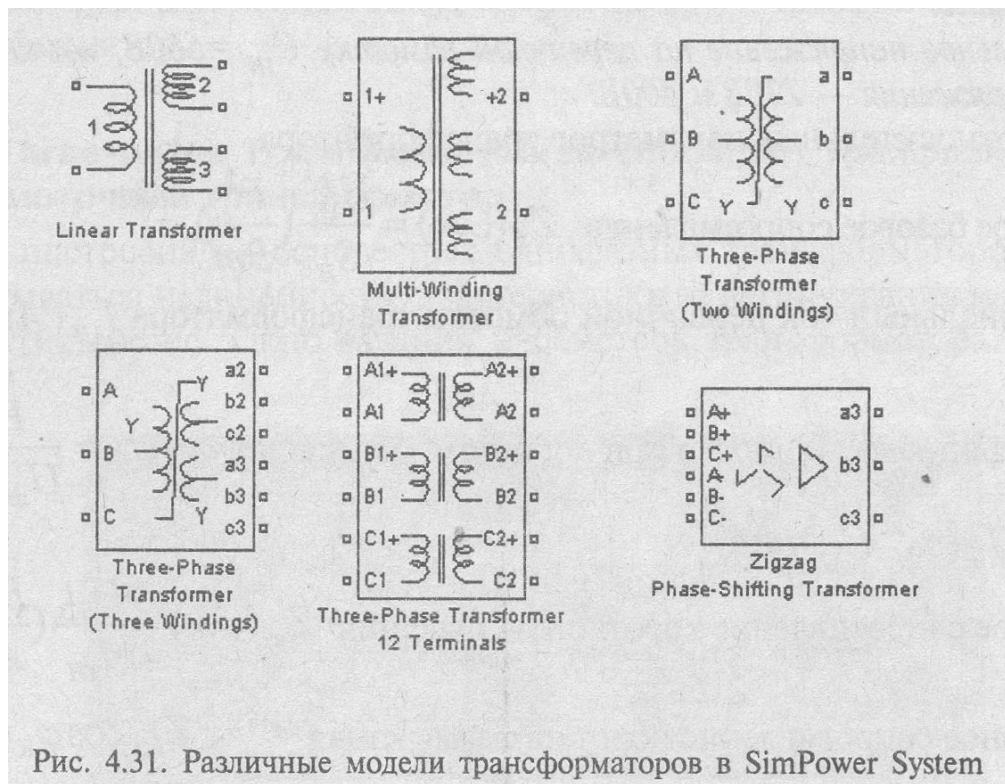 1
2
3
Linear Transformer
1+
+2
1
2
Multi-Winding
Transformer
A
a
B
b
C
Y
Y
c
Three-Phase
Transformer
(Two Windings)
A
Y
a2
b2
Y
B
c2
a3
b3
C
Y
c3
Three-Phase
Transformer
(Three Windings)
A1+
A2+
A1
A2
B1+
B2+
B1
B2
C1+
C2+
C1
C2
Three-Phase Transformer
12 Terminals
A+
B+
C+
A-
B-
C-
a3
b3
c3
Zigzag
Phase-Shifting Transformer
Рис. 4.31. Различные модели трансформаторов в SimPower System